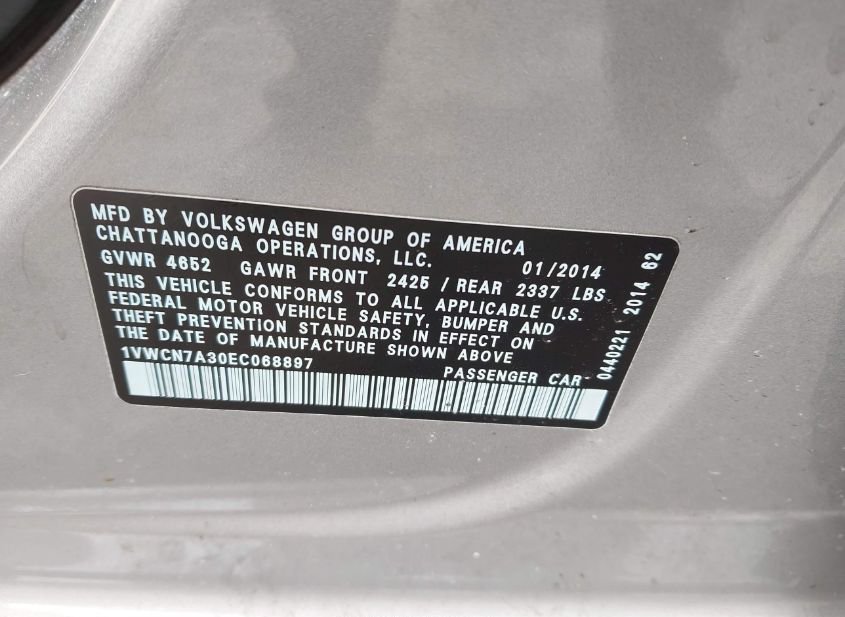 MFD BY VOLKSWAGEN GROUP OF AMERICA
CHATTANOOGA OPERATIONS, LLC. 01/2014
GVWR 4652 GAWR FRONT 2425 / REAR 2337 LBS
THIS VEHICLE CONFORMS TO ALL APPLICABLE U.S.
FEDERAL MOTOR VEHICLE SAFETY, BUMPER AND
THEFT PREVENTION STANDARDS IN EFFECT ON
THE DATE OF MANUFACTURE SHOWN ABOVE
1VWCN7A30EC068897 PASSENGER CAR
0440221 2014 62